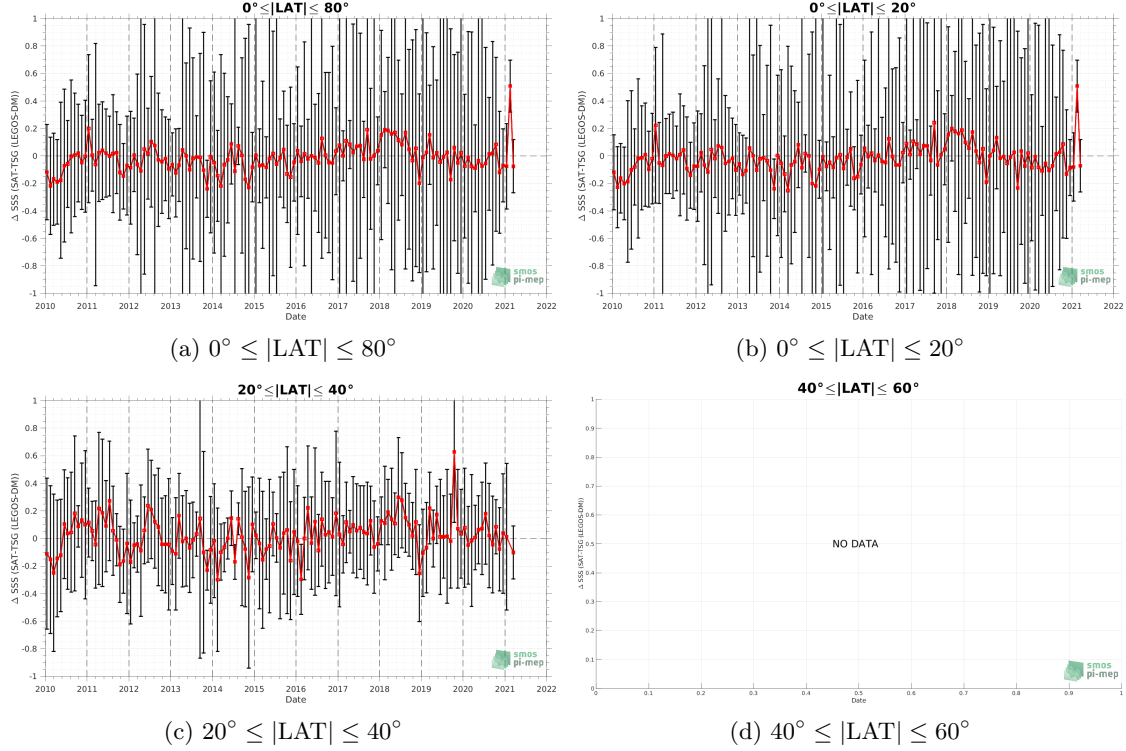 0°≤|LAT|≤ 80°
Δ SSS (SAT-TSG (LEGOS-DM))
1
0.8
0.6
0.4
0.2
0
-0.2
-0.4
-0.6
-0.8
-1
2010 2011 2012 2013 2014 2015 2016 2017 2018 2019 2020 2021 2022
Date
smos
pi-mep
(a) 0° ≤ |LAT| ≤ 80°
0°≤|LAT|≤ 20°
Δ SSS (SAT-TSG (LEGOS-DM))
1
0.8
0.6
0.4
0.2
0
-0.2
-0.4
-0.6
-0.8
-1
2010 2011 2012 2013 2014 2015 2016 2017 2018 2019 2020 2021 2022
Date
smos
pi-mep
(b) 0° ≤ |LAT| ≤ 20°
20°≤|LAT|≤ 40°
Δ SSS (SAT-TSG (LEGOS-DM))
1
0.8
0.6
0.4
0.2
0
-0.2
-0.4
-0.6
-0.8
-1
2010 2011 2012 2013 2014 2015 2016 2017 2018 2019 2020 2021 2022
Date
smos
pi-mep
(c) 20° ≤ |LAT| ≤ 40°
40°≤|LAT|≤ 60°
Δ SSS (SAT-TSG (LEGOS-DM))
1
0.9
0.8
0.7
0.6
0.5
0.4
0.3
0.2
0.1
0
NO DATA
0 0.1 0.2 0.3 0.4 0.5 0.6 0.7 0.8 0.9 1
Date
smos
pi-mep
(d) 40° ≤ |LAT| ≤ 60°